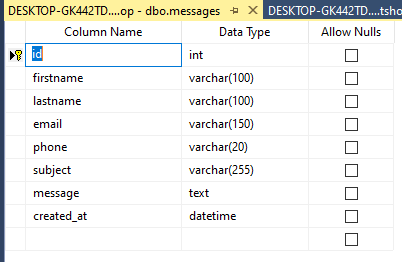 DESKTOP-GK442TD....op - dbo.messages DESKTOP-GK442TD....tsho
Column Name Data Type Allow Nulls
id int
firstname varchar(100)
lastname varchar(100)
email varchar(150)
phone varchar(20)
subject varchar(255)
message text
created_at datetime